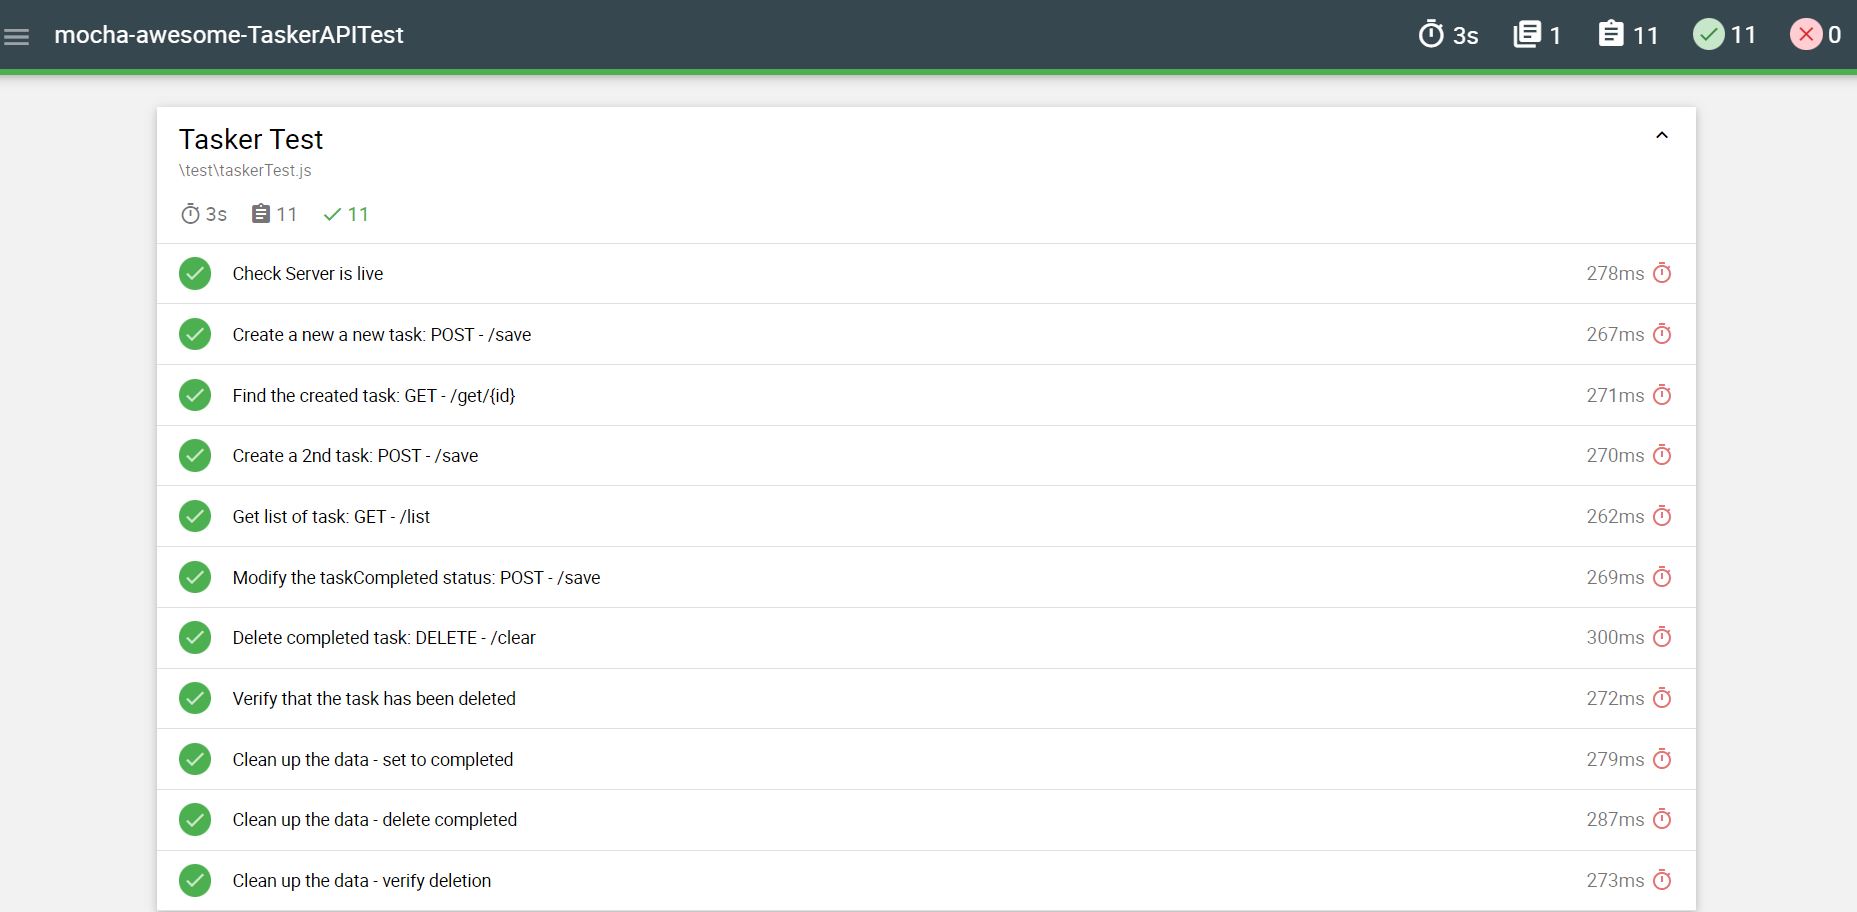 mocha-awesome-TaskerAPITest 3s 1 11 11 0
Tasker Test
\test\taskerTest.js
3s 11 11
Check Server is live 278ms
Create a new a new task: POST - /save 267ms
Find the created task: GET - /get/{id} 271ms
Create a 2nd task: POST - /save 270ms
Get list of task: GET - /list 262ms
Modify the taskCompleted status: POST - /save 269ms
Delete completed task: DELETE - /clear 300ms
Verify that the task has been deleted 272ms
Clean up the data - set to completed 279ms
Clean up the data - delete completed 287ms
Clean up the data - verify deletion 273ms